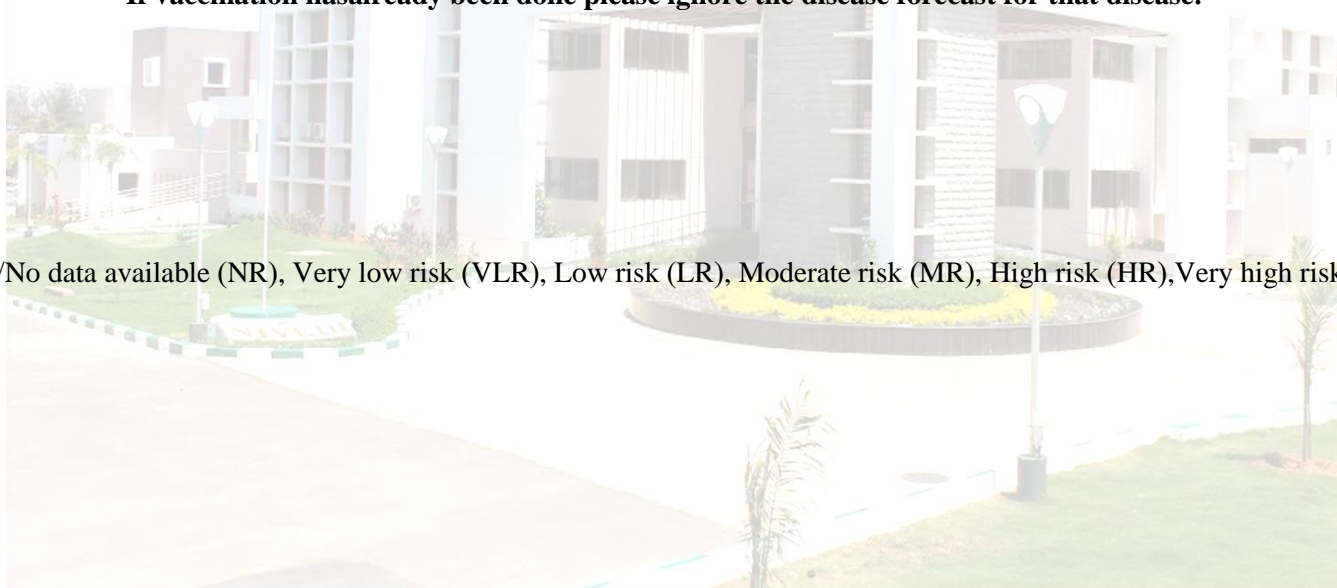 If vaccination hasalready been done please ignore the disease forecast for that disease.
/No data available (NR), Very low risk (VLR), Low risk (LR), Moderate risk (MR), High risk (HR),Very high risk